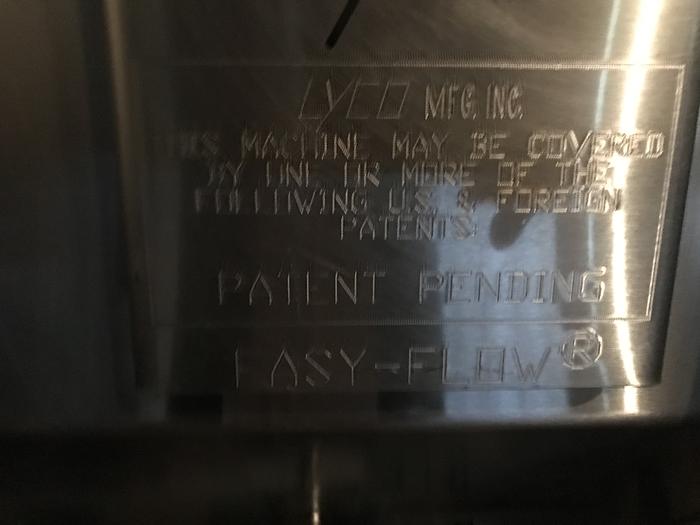 LYCO MFG. INC.
THIS MACHINE MAY BE COVERED
BY ONE OR MORE OF THE
FOLLOWING U.S. & FOREIGN
PATENTS:
PATENT PENDING
EASY-FLOW®